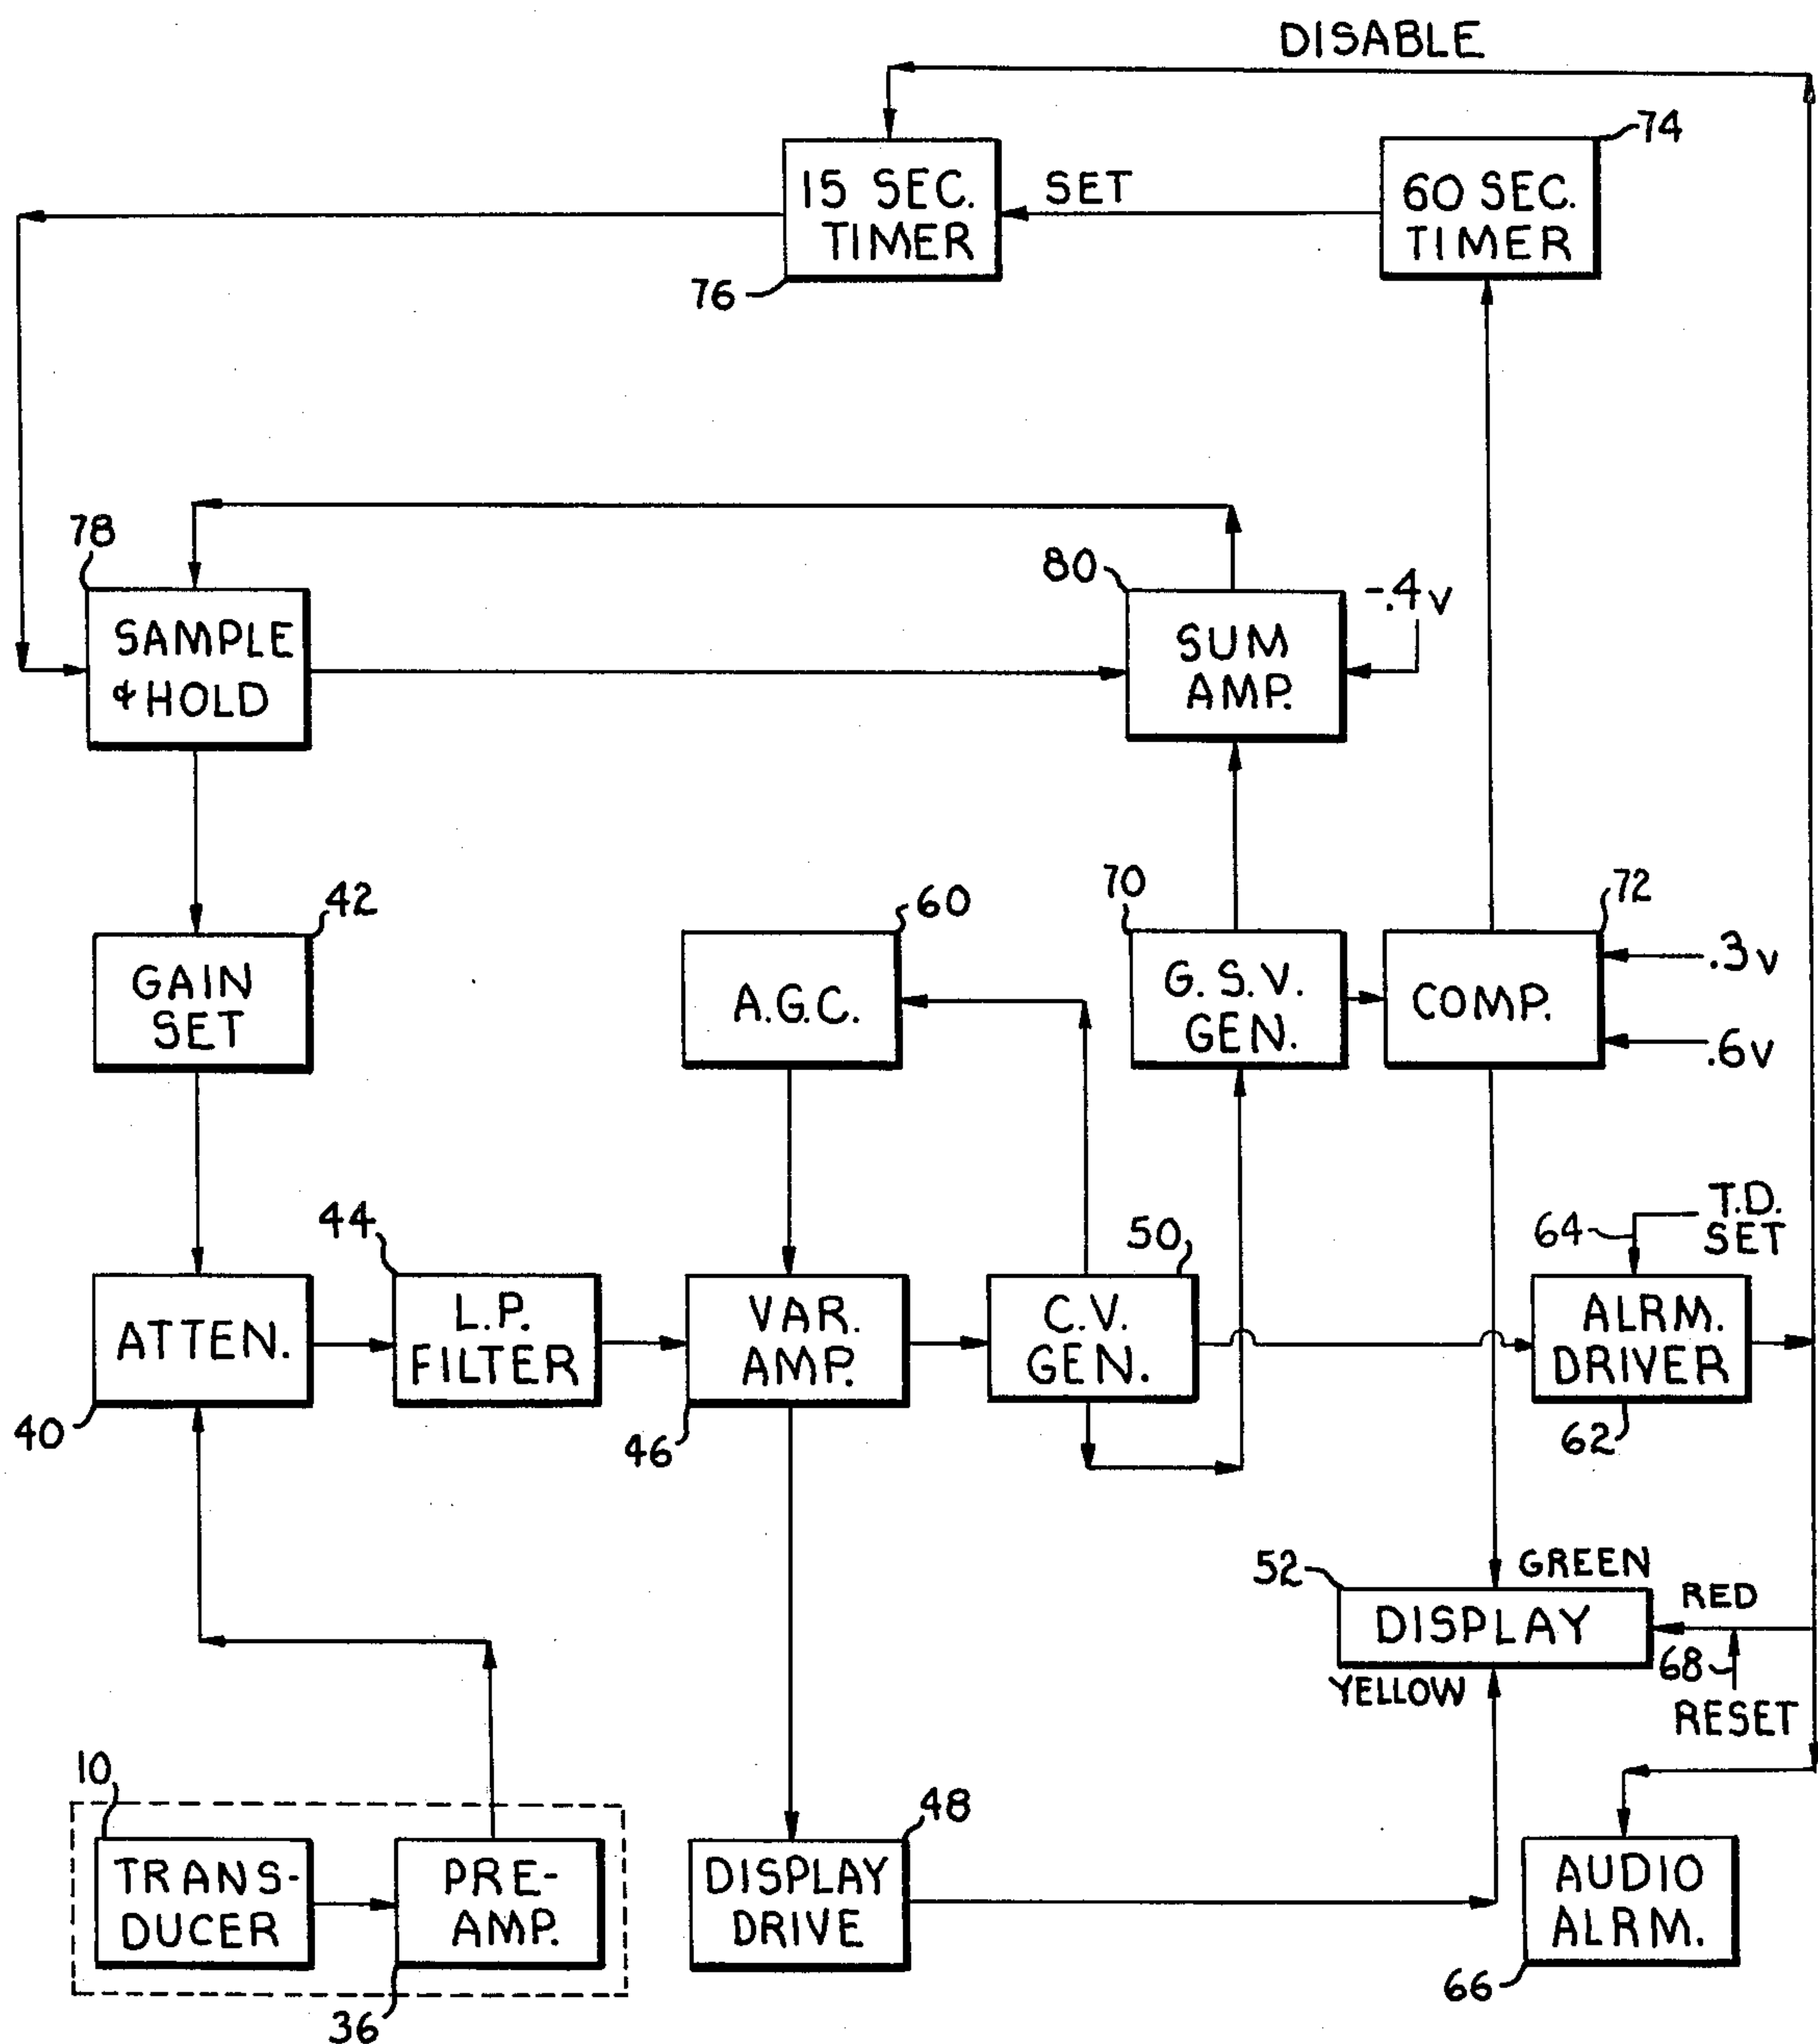 DISABLE
74
15 SEC.
TIMER
SET
60 SEC.
TIMER
76
78
80
-.4v
SAMPLE
& HOLD
SUM
AMP.
42
60
70
72
GAIN
SET
A.G.C.
G.S.V.
GEN.
COMP.
.3v
.6v
44
50
64
T.D.
SET
ATTEN.
L.P.
FILTER
VAR.
AMP.
C.V.
GEN.
ALRM.
DRIVER
40
46
62
52
GREEN
RED
DISPLAY
YELLOW
68
RESET
10
48
TRANS-
DUCER
PRE-
AMP.
DISPLAY
DRIVE
AUDIO
ALRM.
36
66